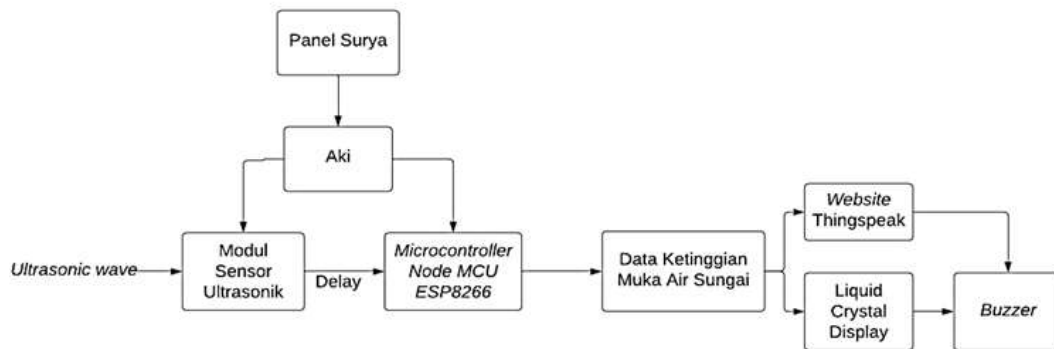 Panel Surya
Aki
Ultrasonic wave
Modul
Sensor
Ultrasonik
Delay
Microcontroller
Node MCU
ESP8266
Data Ketinggian
Muka Air Sungai
Website
Thingspeak
Liquid
Crystal
Display
Buzzer